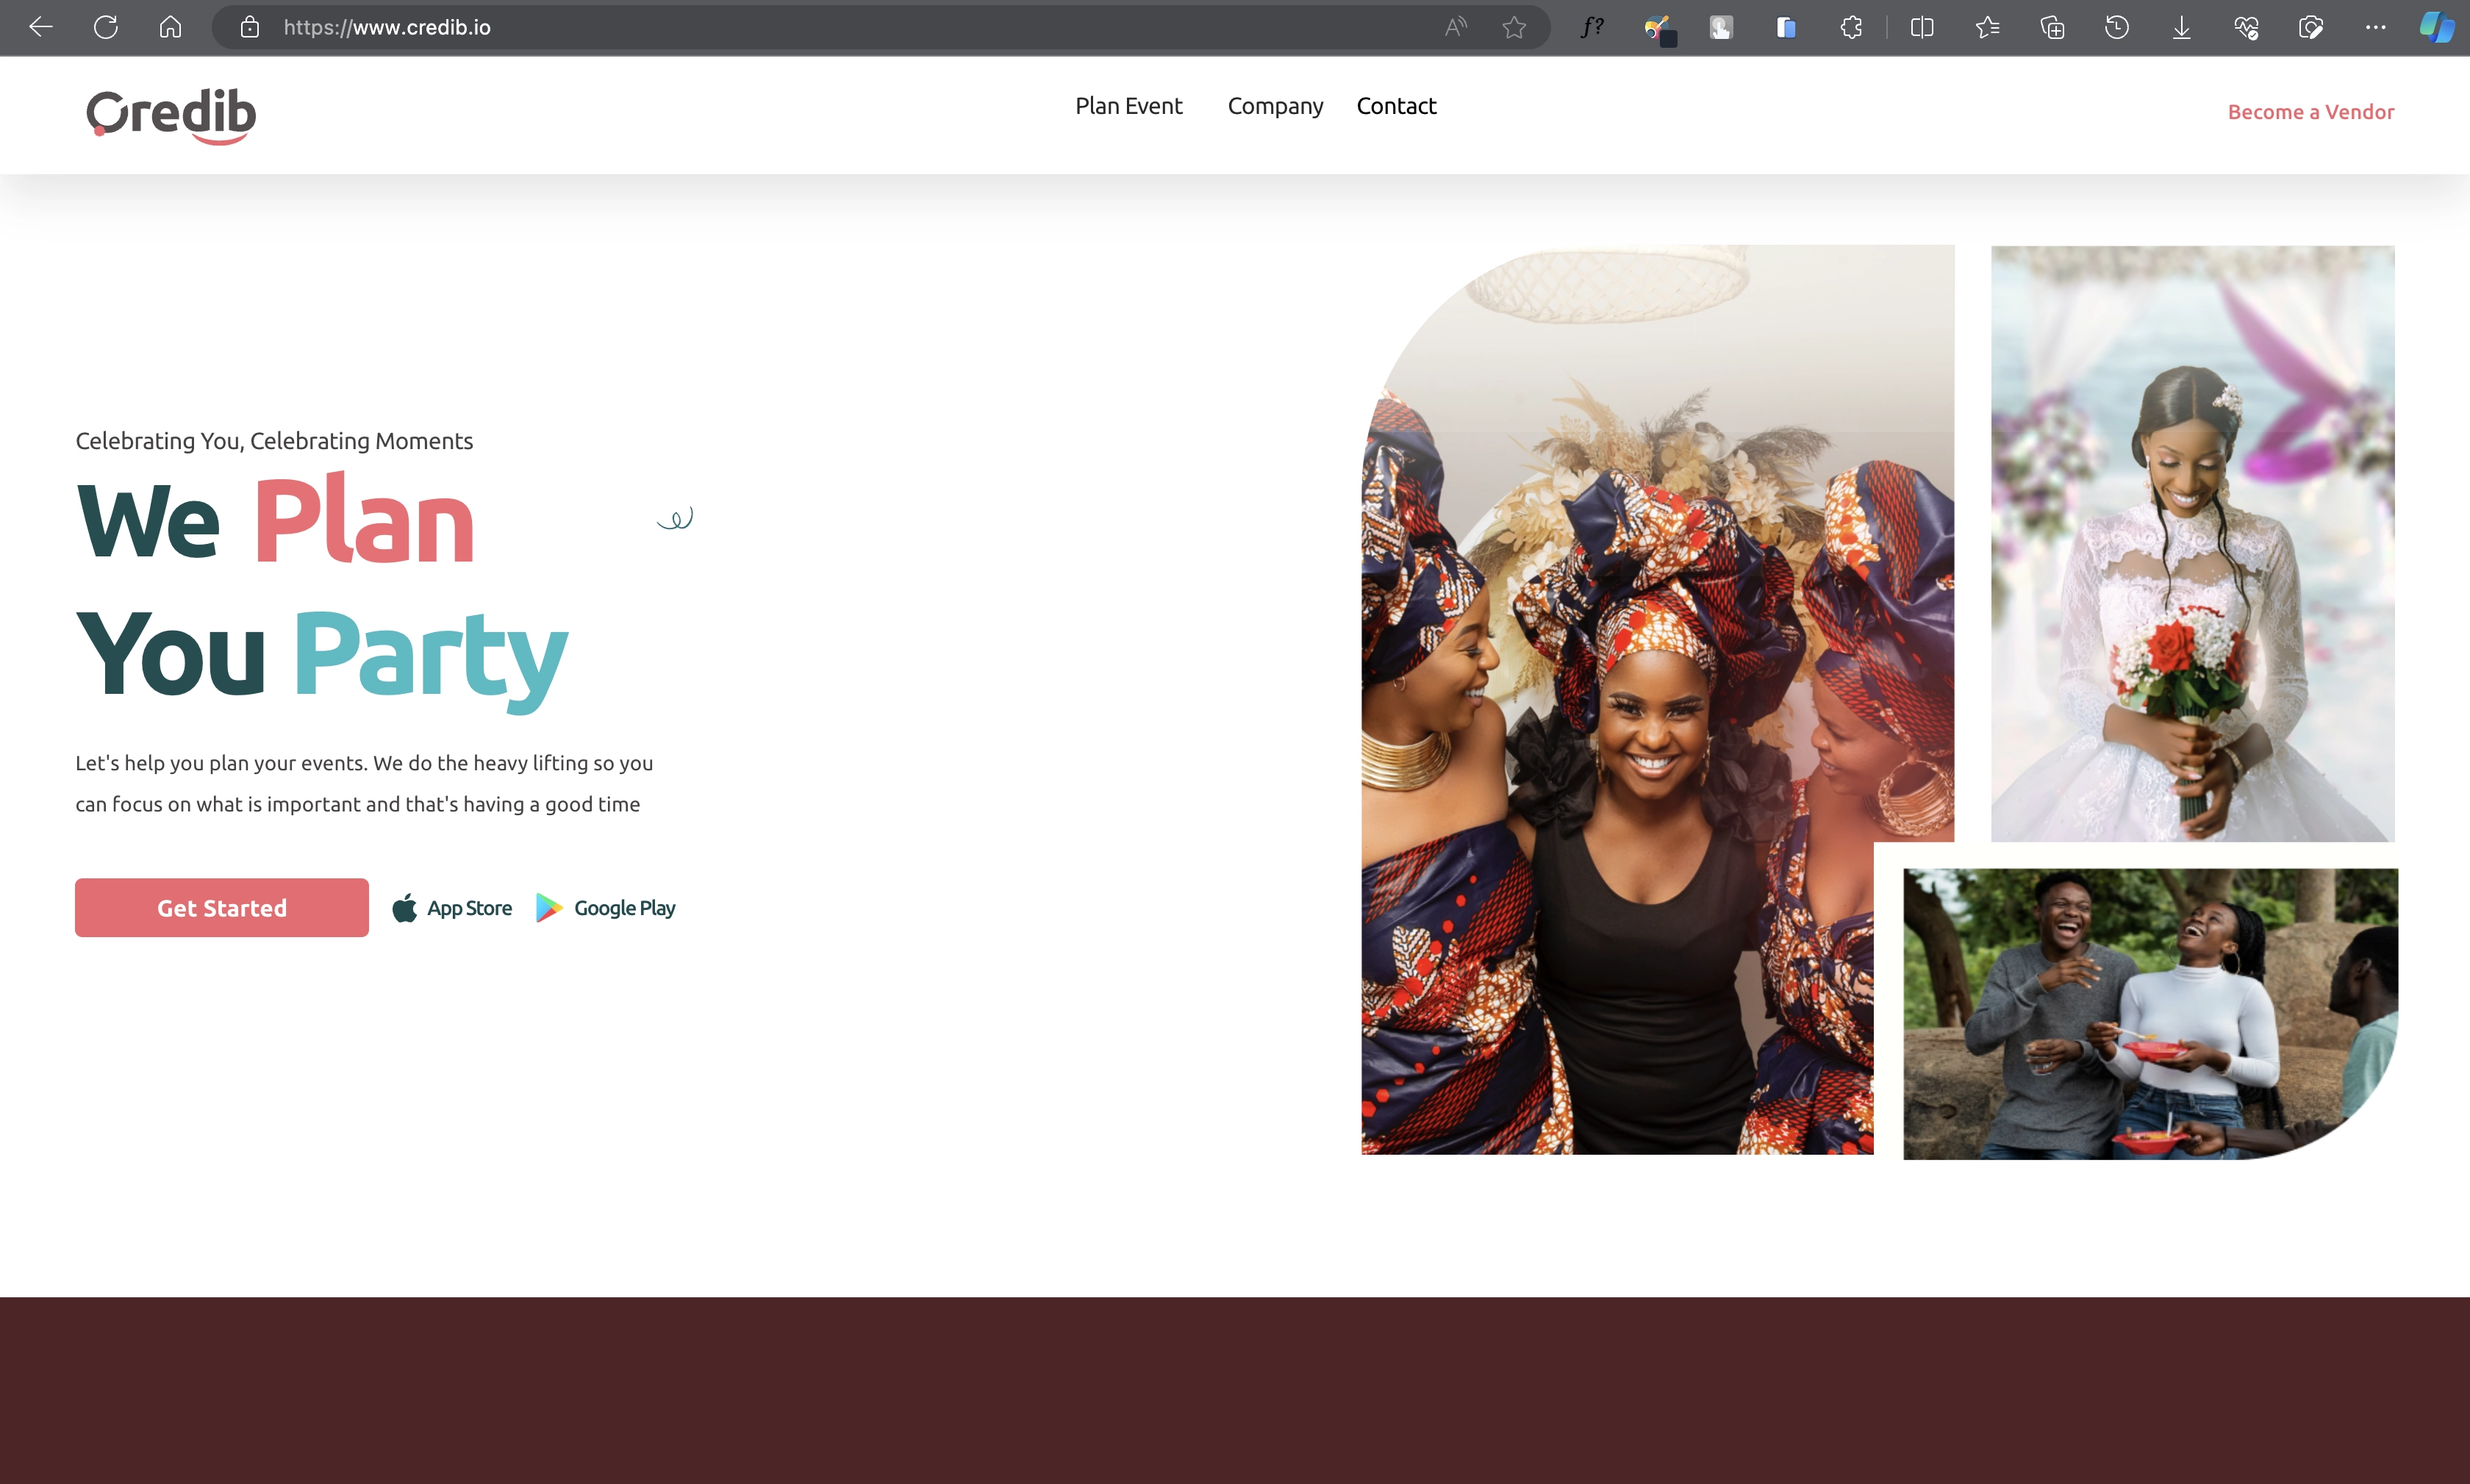 https://www.credib.io
Credib
Plan Event Company Contact
Become a Vendor
Celebrating You, Celebrating Moments
We Plan
You Party
Let's help you plan your events. We do the heavy lifting so you
can focus on what is important and that's having a good time
Get Started
App Store
Google Play